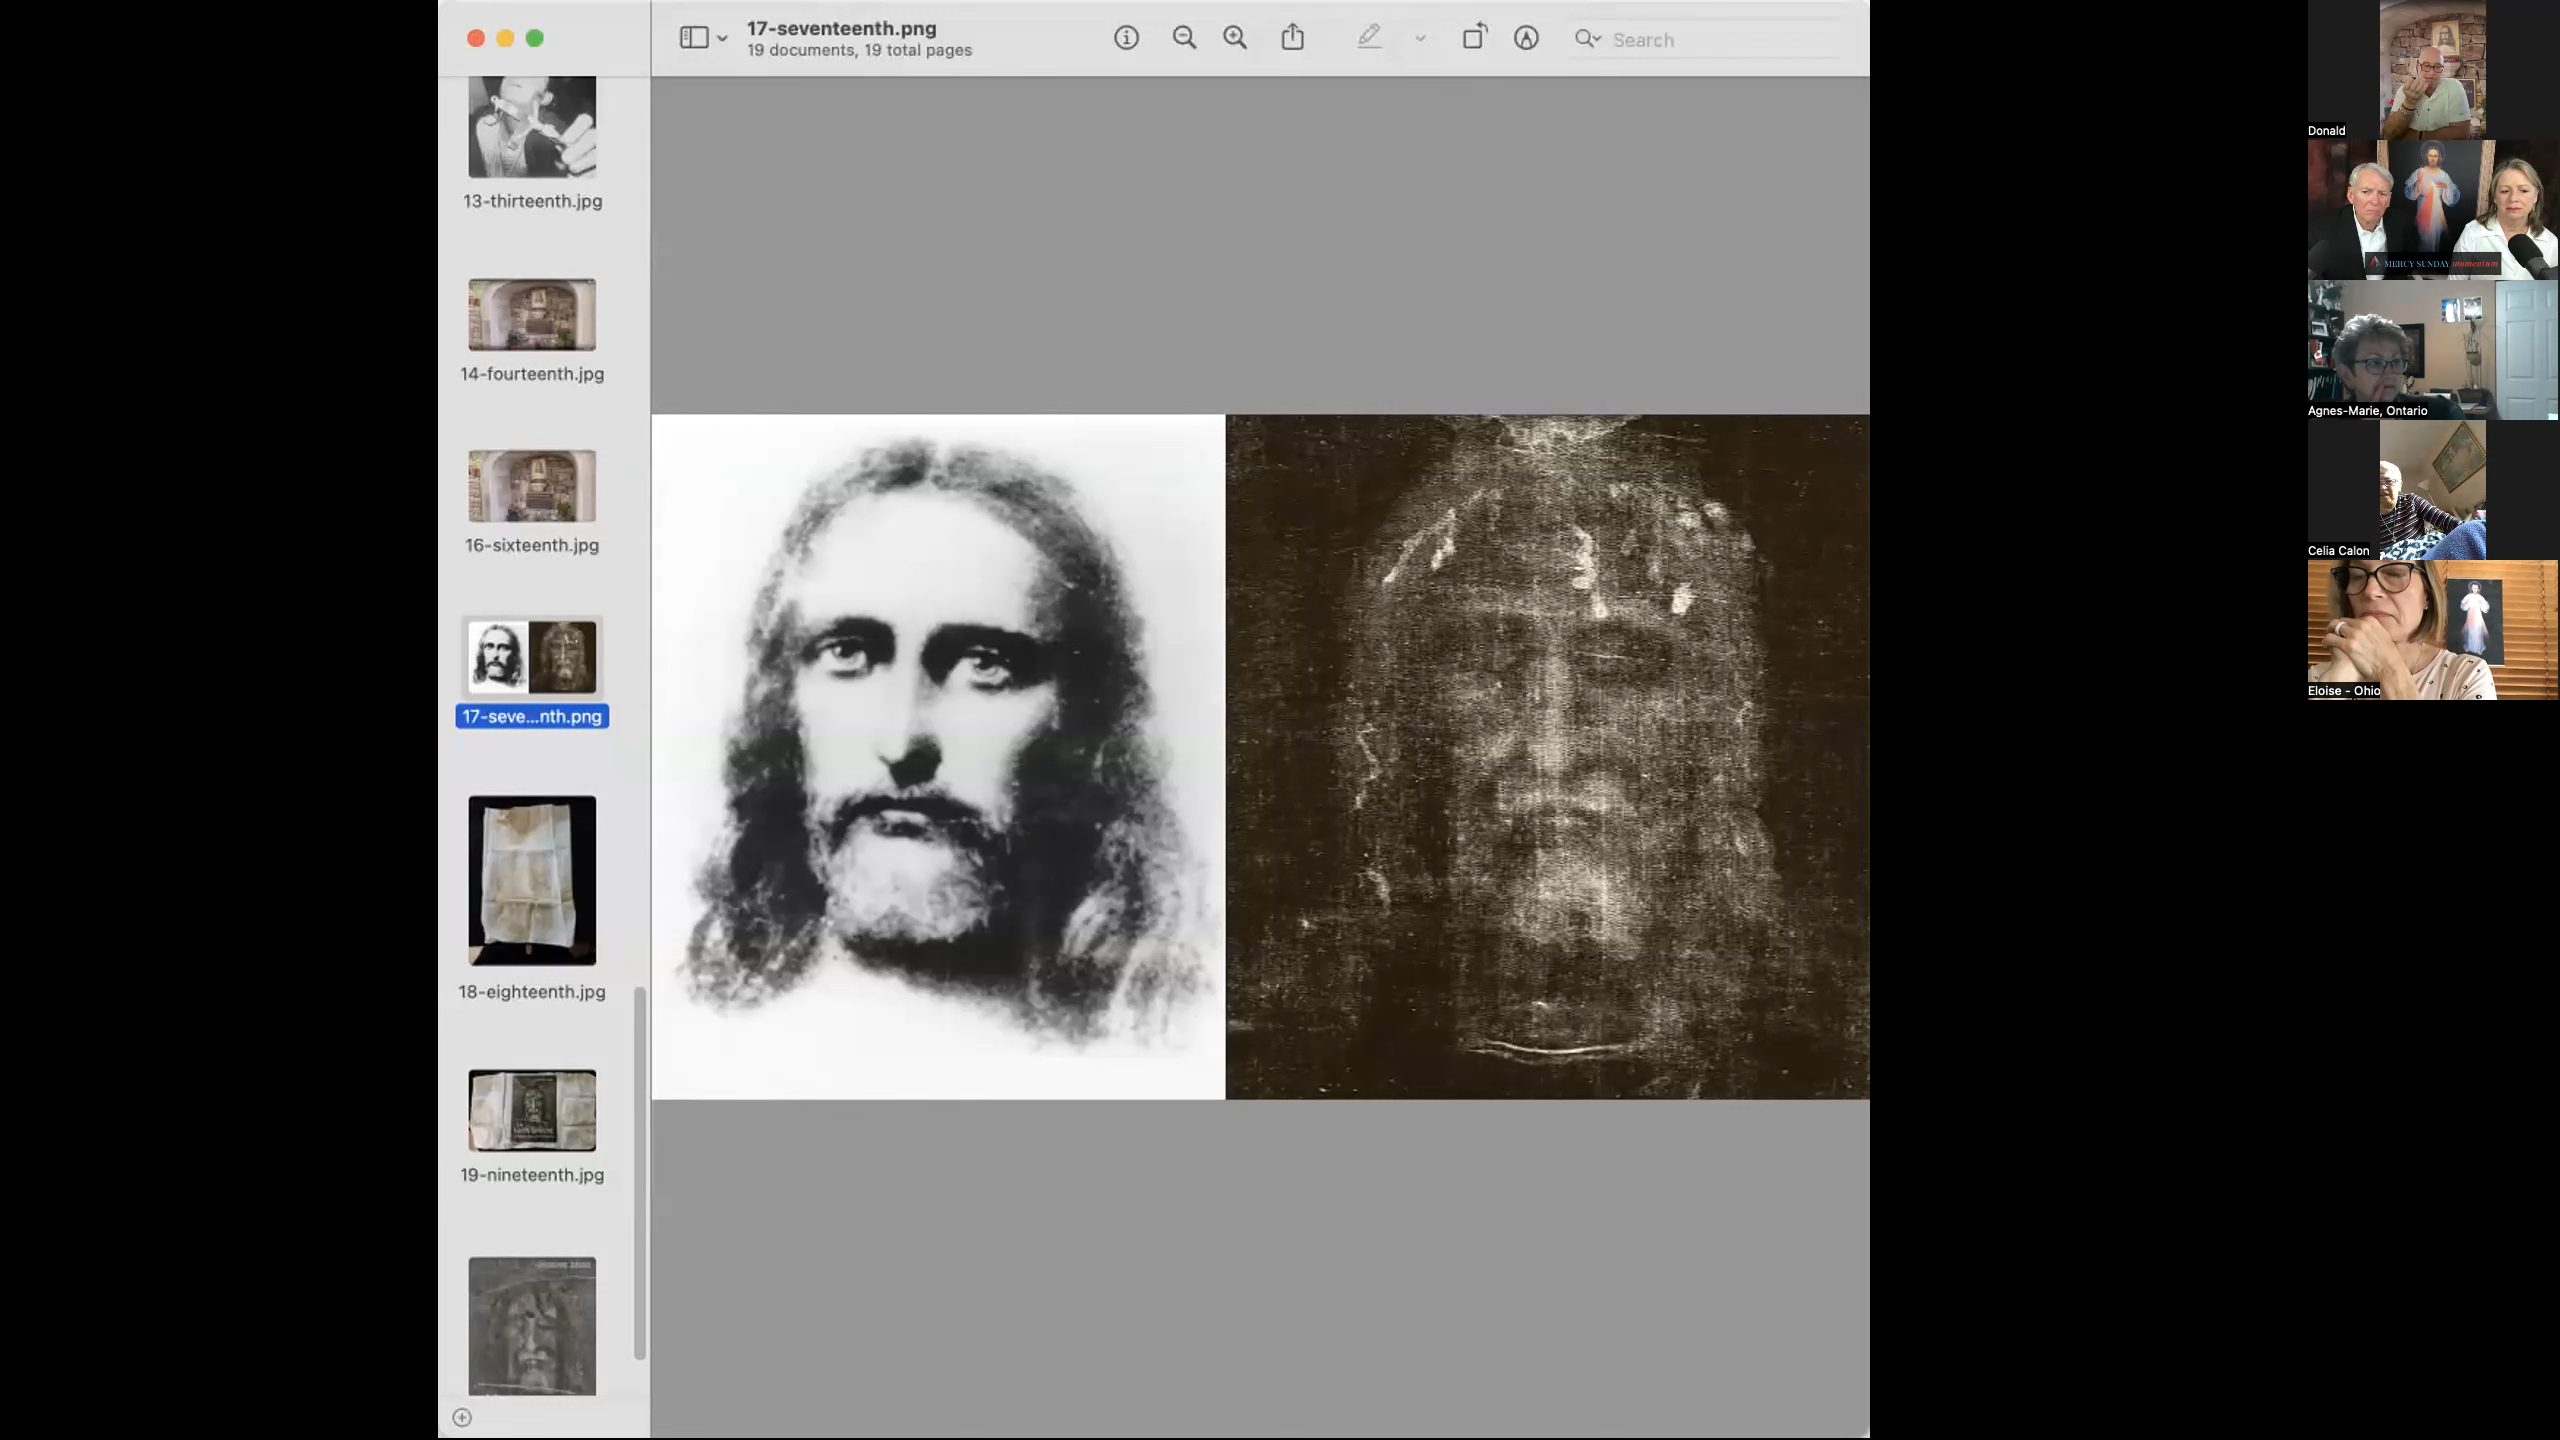 17-seventeenth.png
19 documents, 19 total pages
Search
13-thirteenth.jpg
14-fourteenth.jpg
16-sixteenth.jpg
17-seve...nth.png
18-eighteenth.jpg
19-nineteenth.jpg
Donald
MERCY SUNDAY momentum
Agnes-Marie, Ontario
Celia Calon
Eloise - Ohio